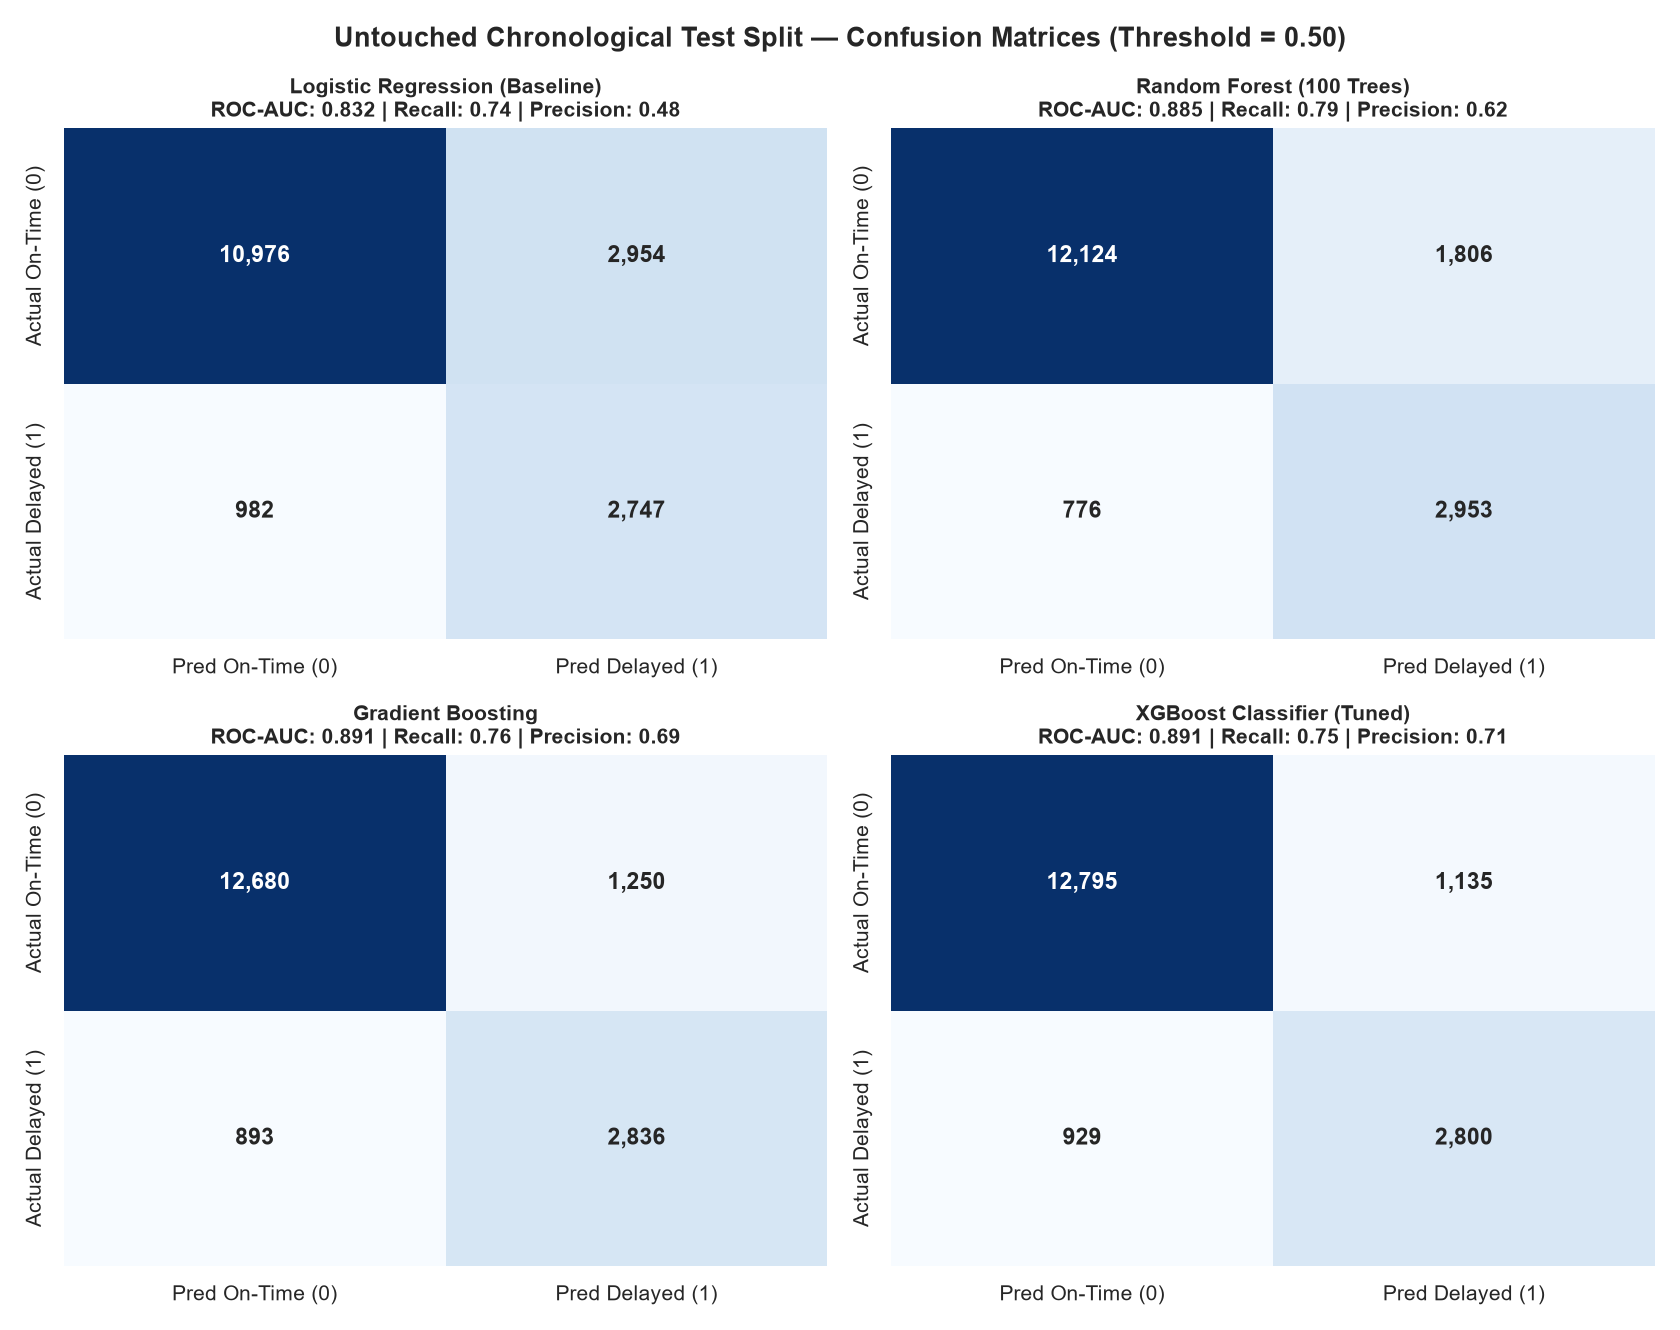 Untouched Chronological Test Split — Confusion Matrices (Threshold = 0.50)
Logistic Regression (Baseline)
ROC-AUC: 0.832 | Recall: 0.74 | Precision: 0.48
Actual On-Time (0)
10,976
2,954
Actual Delayed (1)
982
2,747
Pred On-Time (0)
Pred Delayed (1)
Random Forest (100 Trees)
ROC-AUC: 0.885 | Recall: 0.79 | Precision: 0.62
Actual On-Time (0)
12,124
1,806
Actual Delayed (1)
776
2,953
Pred On-Time (0)
Pred Delayed (1)
Gradient Boosting
ROC-AUC: 0.891 | Recall: 0.76 | Precision: 0.69
Actual On-Time (0)
12,680
1,250
Actual Delayed (1)
893
2,836
Pred On-Time (0)
Pred Delayed (1)
XGBoost Classifier (Tuned)
ROC-AUC: 0.891 | Recall: 0.75 | Precision: 0.71
Actual On-Time (0)
12,795
1,135
Actual Delayed (1)
929
2,800
Pred On-Time (0)
Pred Delayed (1)